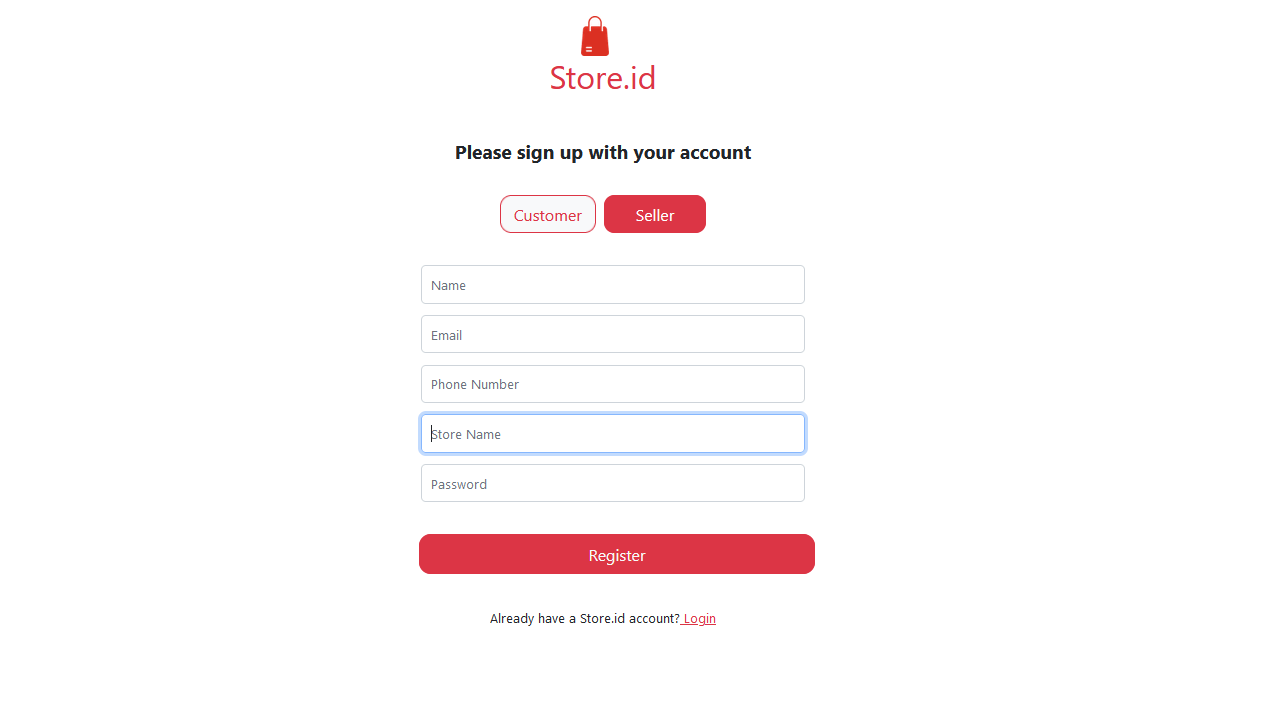 Store.id
Please sign up with your account
Customer Seller
Name
Email
Phone Number
Store Name
Password
Register
Already have a Store.id account? Login